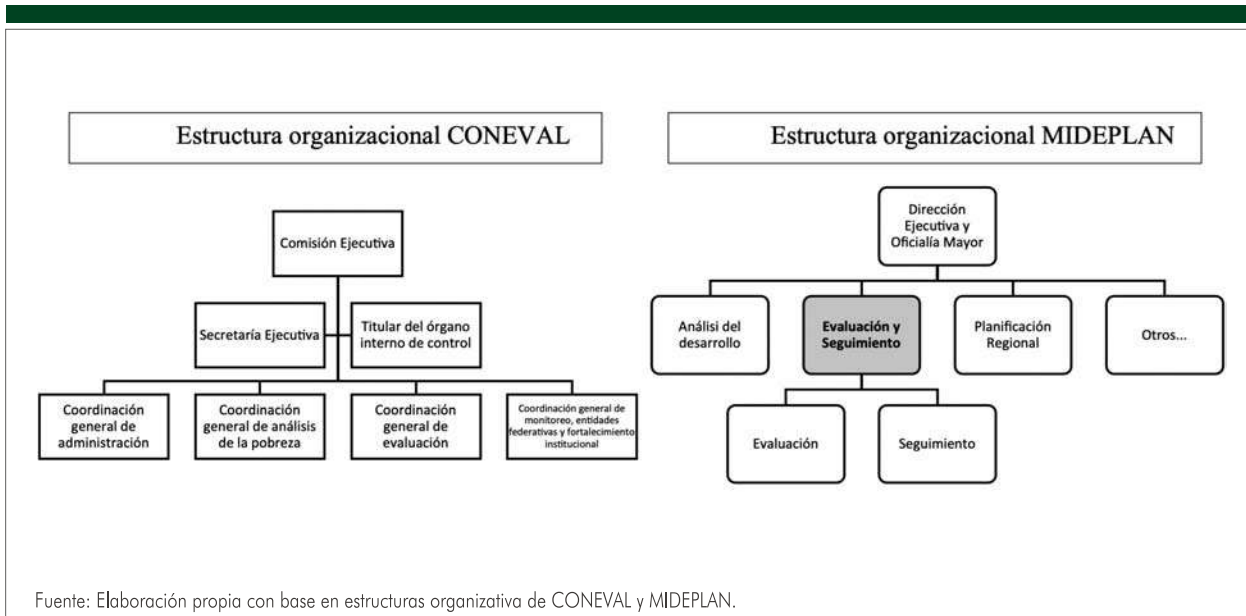 Estructura organizacional CONEVAL
Comisión Ejecutiva
Secretaría Ejecutiva
Titular del órgano
interno de control
Coordinación
general de
administración
Coordinación
general de análisis
de la pobreza
Coordinación
general de
evaluación
Coordinación general de
monitoreo, entidades
federativas y fortalecimiento
institucional
Estructura organizacional MIDEPLAN
Dirección
Ejecutiva y
Oficialía Mayor
Análisi del
desarrollo
Evaluación y
Seguimiento
Planificación
Regional
Otros...
Evaluación
Seguimiento
Fuente: Elaboración propia con base en estructuras organizativa de CONEVAL y MIDEPLAN.